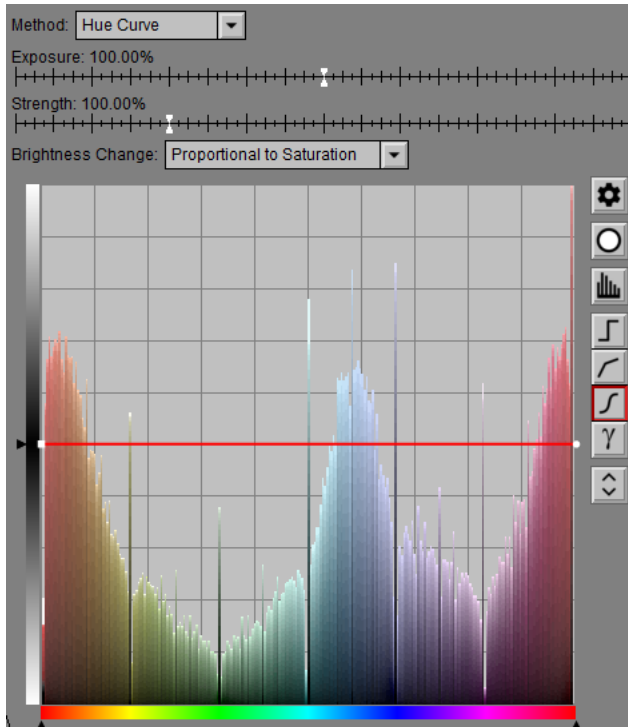 Method: Hue Curve
Exposure: 100.00%
Strength: 100.00%
Brightness Change: Proportional to Saturation
γ